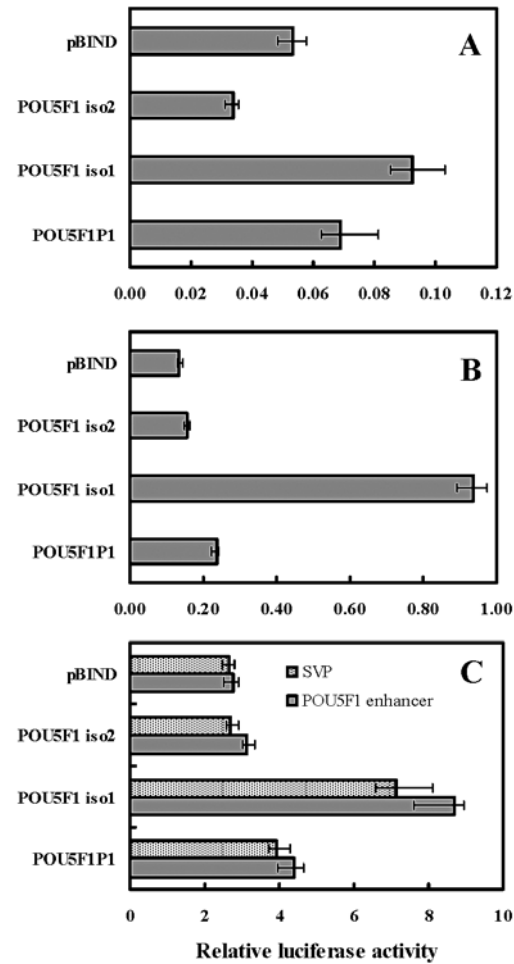 A
pBIND
POU5F1 iso2
POU5F1 iso1
POU5F1P1
0.00 0.02 0.04 0.06 0.08 0.10 0.12
B
pBIND
POU5F1 iso2
POU5F1 iso1
POU5F1P1
0.00 0.20 0.40 0.60 0.80 1.00
C
SVP
POU5F1 enhancer
pBIND
POU5F1 iso2
POU5F1 iso1
POU5F1P1
0 2 4 6 8 10
Relative luciferase activity